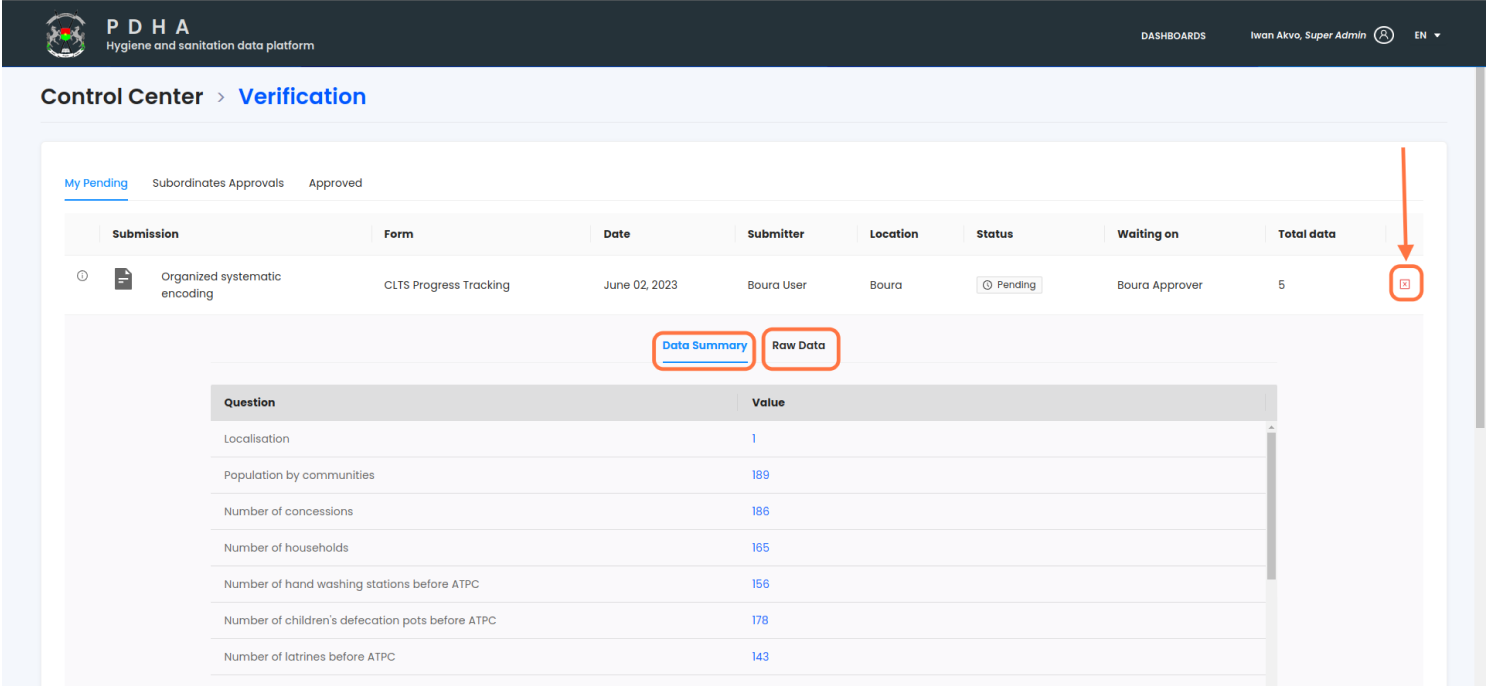 P D H A
Hygiene and sanitation data platform
DASHBOARDS
Iwan Akvo, Super Admin
EN
Control Center > Verification
My Pending Subordinates Approvals Approved
Submission Form Date Submitter Location Status Waiting on Total data
Organized systematic
encoding
CLTS Progress Tracking June 02, 2023 Boura User Boura Pending Boura Approver 5
Data Summary Raw Data
Question Value
Localisation 1
Population by communities 189
Number of concessions 186
Number of households 165
Number of hand washing stations before ATPC 156
Number of children's defecation pots before ATPC 178
Number of latrines before ATPC 143